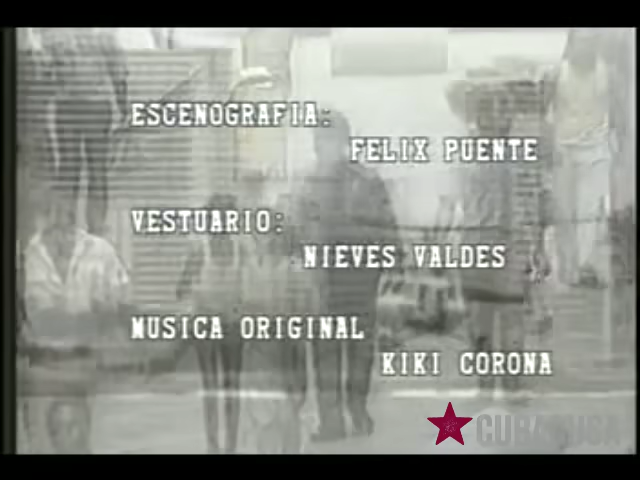 ESCENOGRAFIA:
FELIX PUENTE
VESTUARIO:
NIEVES VALDES
MUSICA ORIGINAL
KIKI CORONA